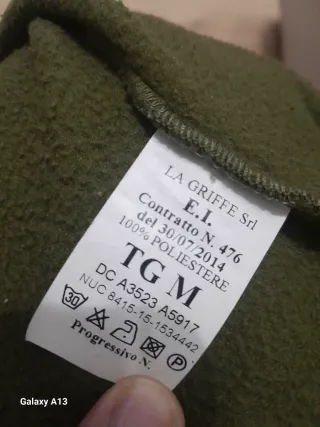 LA GRIFFE Srl
E.I.
Contratto N. 476
del 30/07/2014
100% POLIESTERE
TG M
DC A3523 A5917
NUC 8415-15-1534442
30 P
Progressivo N.
Galaxy A13